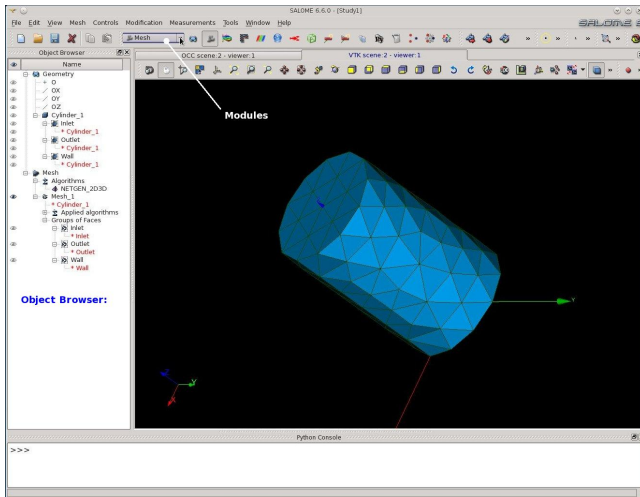 SALOME 6.6.0 - [Study1]
File Edit View Mesh Controls Modification Measurements Tools Window Help
SALOME 6
Mesh
Object Browser
OCC scene:2 - viewer:1
VTK scene:2 - viewer:1
Name
Geometry
O
OX
OY
OZ
Cylinder_1
Inlet
* Cylinder_1
Outlet
* Cylinder_1
Wall
* Cylinder_1
Mesh
Algorithms
NETGEN_2D3D
Mesh_1
* Cylinder_1
Applied algorithms
Groups of Faces
Inlet
* Inlet
Outlet
* Outlet
Wall
* Wall
Modules
Object Browser:
Y
Y
X
Python Console
>>>